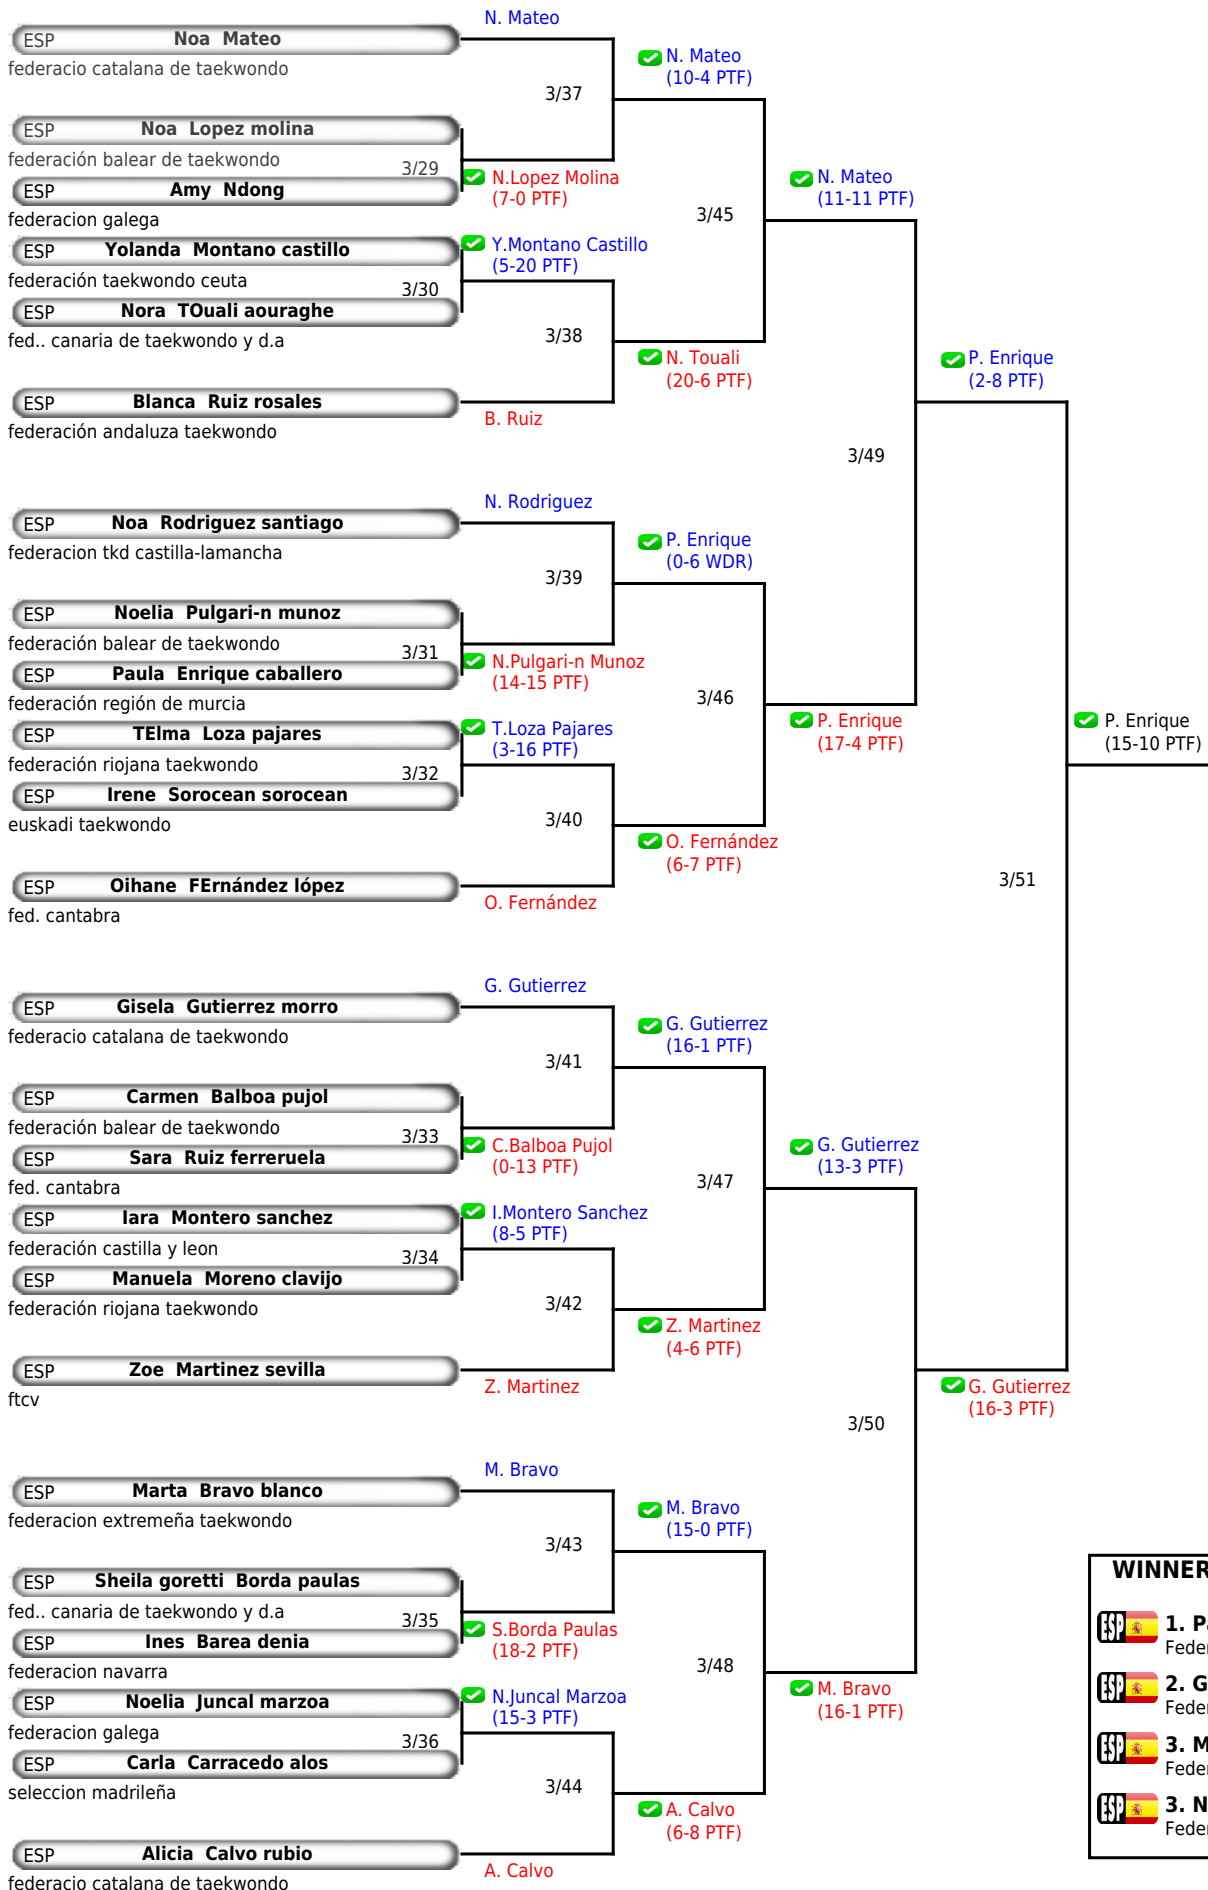 N. Mateo
ESP Noa Mateo
federacio catalana de taekwondo
N. Mateo
(10-4 PTF)
3/37
ESP Noa Lopez molina
federación balear de taekwondo
3/29
N.Lopez Molina
(7-0 PTF)
ESP Amy Ndong
federacion galega
N. Mateo
(11-11 PTF)
3/45
ESP Yolanda Montano castillo
Y.Montano Castillo
(5-20 PTF)
federación taekwondo ceuta
3/30
ESP Nora TOuali aouraghe
fed.. canaria de taekwondo y d.a
3/38
N. Touali
(20-6 PTF)
P. Enrique
(2-8 PTF)
ESP Blanca Ruiz rosales
B. Ruiz
federación andaluza taekwondo
3/49
N. Rodriguez
ESP Noa Rodriguez santiago
federacion tkd castilla-lamancha
P. Enrique
(0-6 WDR)
3/39
ESP Noelia Pulgari-n munoz
federación balear de taekwondo
3/31
N.Pulgari-n Munoz
(14-15 PTF)
ESP Paula Enrique caballero
federación región de murcia
3/46
P. Enrique
(17-4 PTF)
P. Enrique
(15-10 PTF)
ESP TElma Loza pajares
T.Loza Pajares
(3-16 PTF)
federación riojana taekwondo
3/32
ESP Irene Sorocean sorocean
euskadi taekwondo
3/40
O. Fernández
(6-7 PTF)
3/51
ESP Oihane FErnández lópez
O. Fernández
fed. cantabra
G. Gutierrez
ESP Gisela Gutierrez morro
federacio catalana de taekwondo
G. Gutierrez
(16-1 PTF)
3/41
ESP Carmen Balboa pujol
federación balear de taekwondo
3/33
C.Balboa Pujol
(0-13 PTF)
ESP Sara Ruiz ferreruela
fed. cantabra
G. Gutierrez
(13-3 PTF)
3/47
ESP Iara Montero sanchez
I.Montero Sanchez
(8-5 PTF)
federación castilla y leon
3/34
ESP Manuela Moreno clavijo
federación riojana taekwondo
3/42
Z. Martinez
(4-6 PTF)
ESP Zoe Martinez sevilla
Z. Martinez
ftcv
G. Gutierrez
(16-3 PTF)
3/50
M. Bravo
ESP Marta Bravo blanco
federacion extremeña taekwondo
M. Bravo
(15-0 PTF)
3/43
ESP Sheila goretti Borda paulas
fed.. canaria de taekwondo y d.a
3/35
S.Borda Paulas
(18-2 PTF)
ESP Ines Barea denia
federacion navarra
3/48
M. Bravo
(16-1 PTF)
ESP Noelia Juncal marzoa
N.Juncal Marzoa
(15-3 PTF)
federacion galega
3/36
ESP Carla Carracedo alos
seleccion madrileña
3/44
A. Calvo
(6-8 PTF)
ESP Alicia Calvo rubio
A. Calvo
federacio catalana de taekwondo
WINNER
ESP 1. Pa
Feder
ESP 2. G
Feder
ESP 3. M
Feder
ESP 3. N
Feder